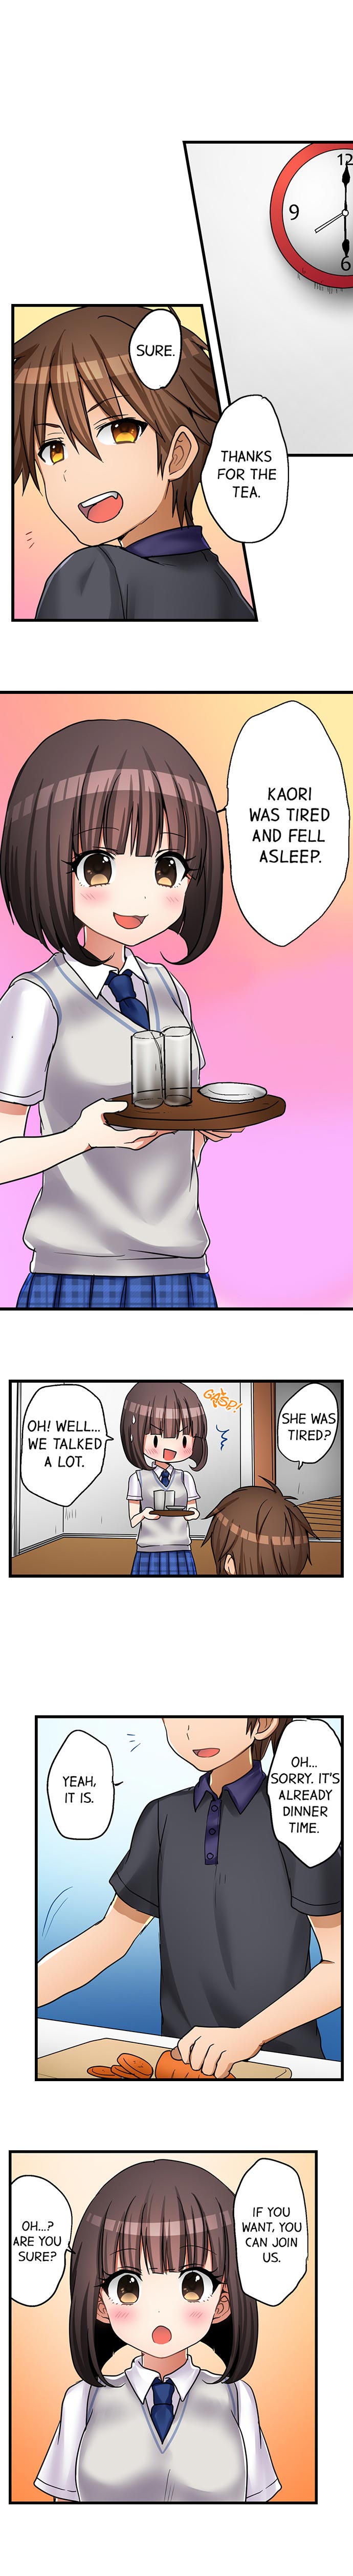 12
9
6
SURE.
THANKS
FOR THE
TEA.
KAORI
WAS TIRED
AND FELL
ASLEEP.
SHE WAS
TIRED?
GASP!
OH! WELL...
WE TALKED
A LOT.
OH...
SORRY. IT'S
ALREADY
DINNER
TIME.
YEAH,
IT IS.
IF YOU
WANT, YOU
CAN JOIN
US.
OH...?
ARE YOU
SURE?